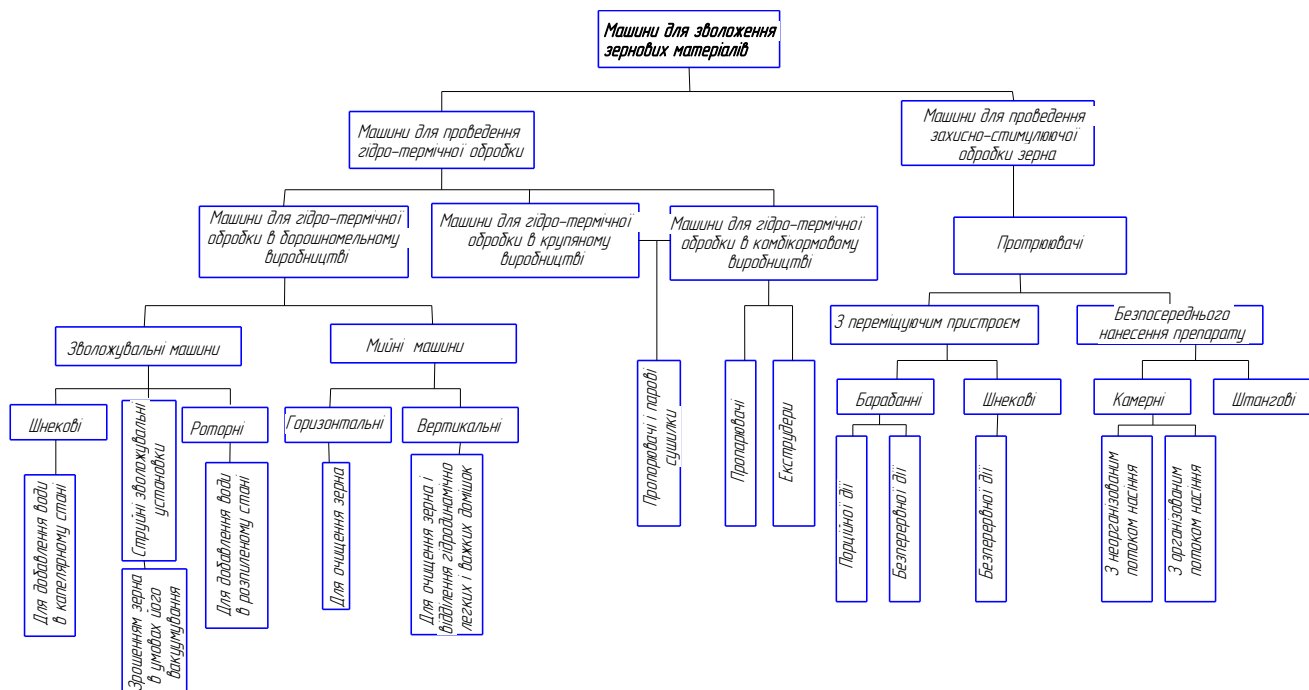 Машини для зволоження
зернових матеріалів
Машини для проведення
гідро-термічної обробки
Машини для проведення
захисно-стимулюючої
обробки зерна
Машини для гідро-термічної
обробки в борошномельному
виробництві
Машини для гідро-термічної
обробки в крупяному
виробництві
Машини для гідро-термічної
обробки в комбікормовому
виробництві
Протрюювачі
Зволожувальні машини
Мийні машини
З переміщуючим пристроєм
Безпосереднього
нанесення препарату
Шнекові
Струйні зволожувальні
установки
Роторні
Горизонтальні
Вертикальні
Пропорювачі і парові
сушилки
Пропарювачі
Екструдери
Барабанні
Шнекові
Камерні
Штангові
Для добавлення води
в капелярному стані
Зрошенням зерна
в умовах його
вакуумування
Для добавлення води
в розпиленому стані
Для очищення зерна
Для очищення зерна і
відділення гідродинамічно
легких і важких домішок
Порційної дії
Безперервної дії
Безперервної дії
З неорганізованим
потоком насіння
З організованим
потоком насіння